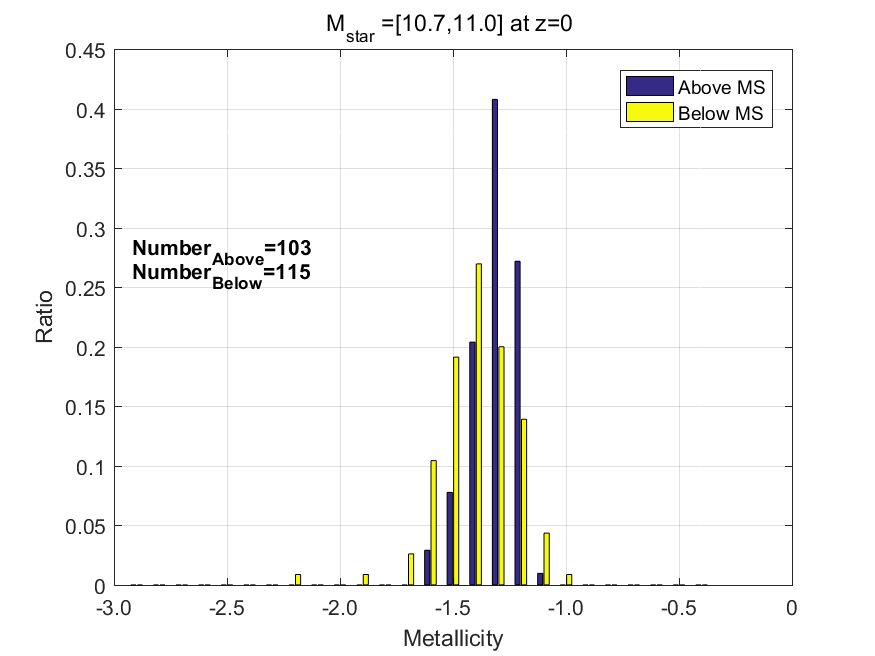 M_star =[10.7,11.0] at z=0
0.45
0.4
0.35
0.3
0.25
0.2
0.15
0.1
0.05
0
Ratio
Above MS
Below MS
Number_Above=103
Number_Below=115
-3.0 -2.5 -2.0 -1.5 -1.0 -0.5 0
Metallicity